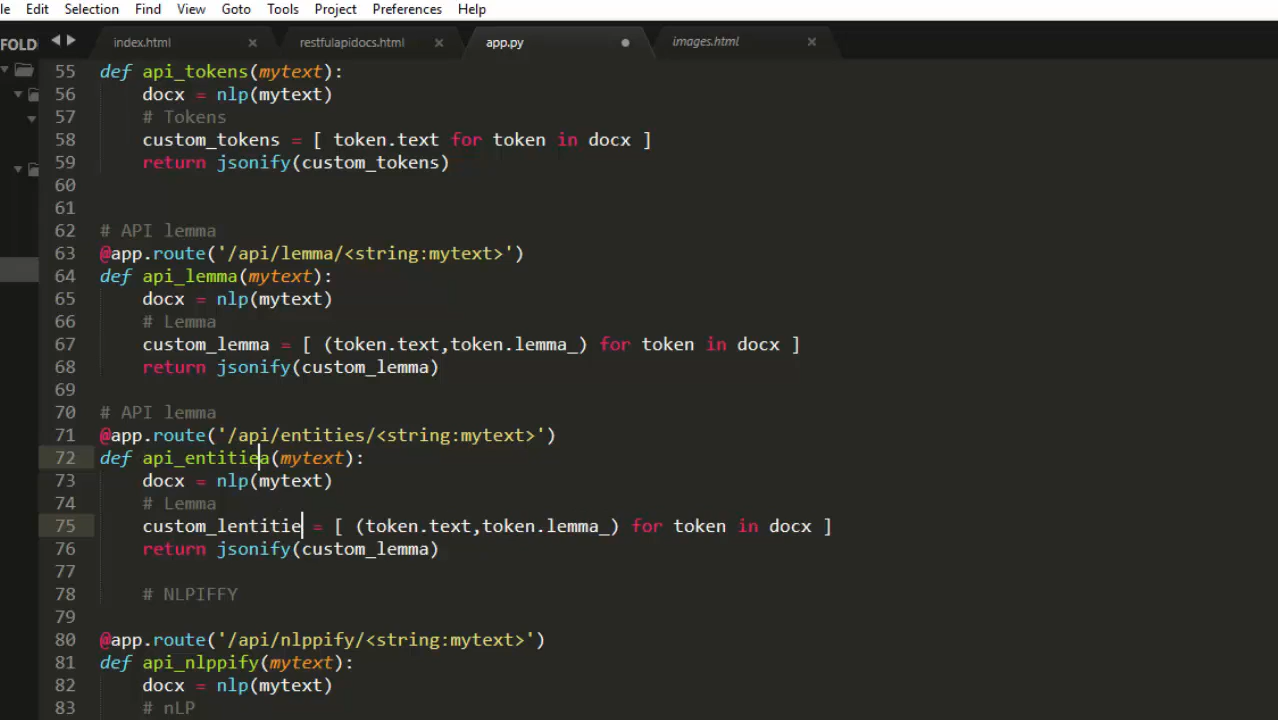 le Edit Selection Find View Goto Tools Project Preferences Help
FOLD index.html restfulapidocs.html app.py images.html
55 def api_tokens(mytext):
56 docx = nlp(mytext)
57 # Tokens
58 custom_tokens = [ token.text for token in docx ]
59 return jsonify(custom_tokens)
60
61
62 # API lemma
63 @app.route('/api/lemma/<string:mytext>')
64 def api_lemma(mytext):
65 docx = nlp(mytext)
66 # Lemma
67 custom_lemma = [ (token.text,token.lemma_) for token in docx ]
68 return jsonify(custom_lemma)
69
70 # API lemma
71 @app.route('/api/entities/<string:mytext>')
72 def api_entitiea(mytext):
73 docx = nlp(mytext)
74 # Lemma
75 custom_lentitie = [ (token.text,token.lemma_) for token in docx ]
76 return jsonify(custom_lemma)
77
78 # NLPIFFY
79
80 @app.route('/api/nlppify/<string:mytext>')
81 def api_nlppify(mytext):
82 docx = nlp(mytext)
83 # nLP